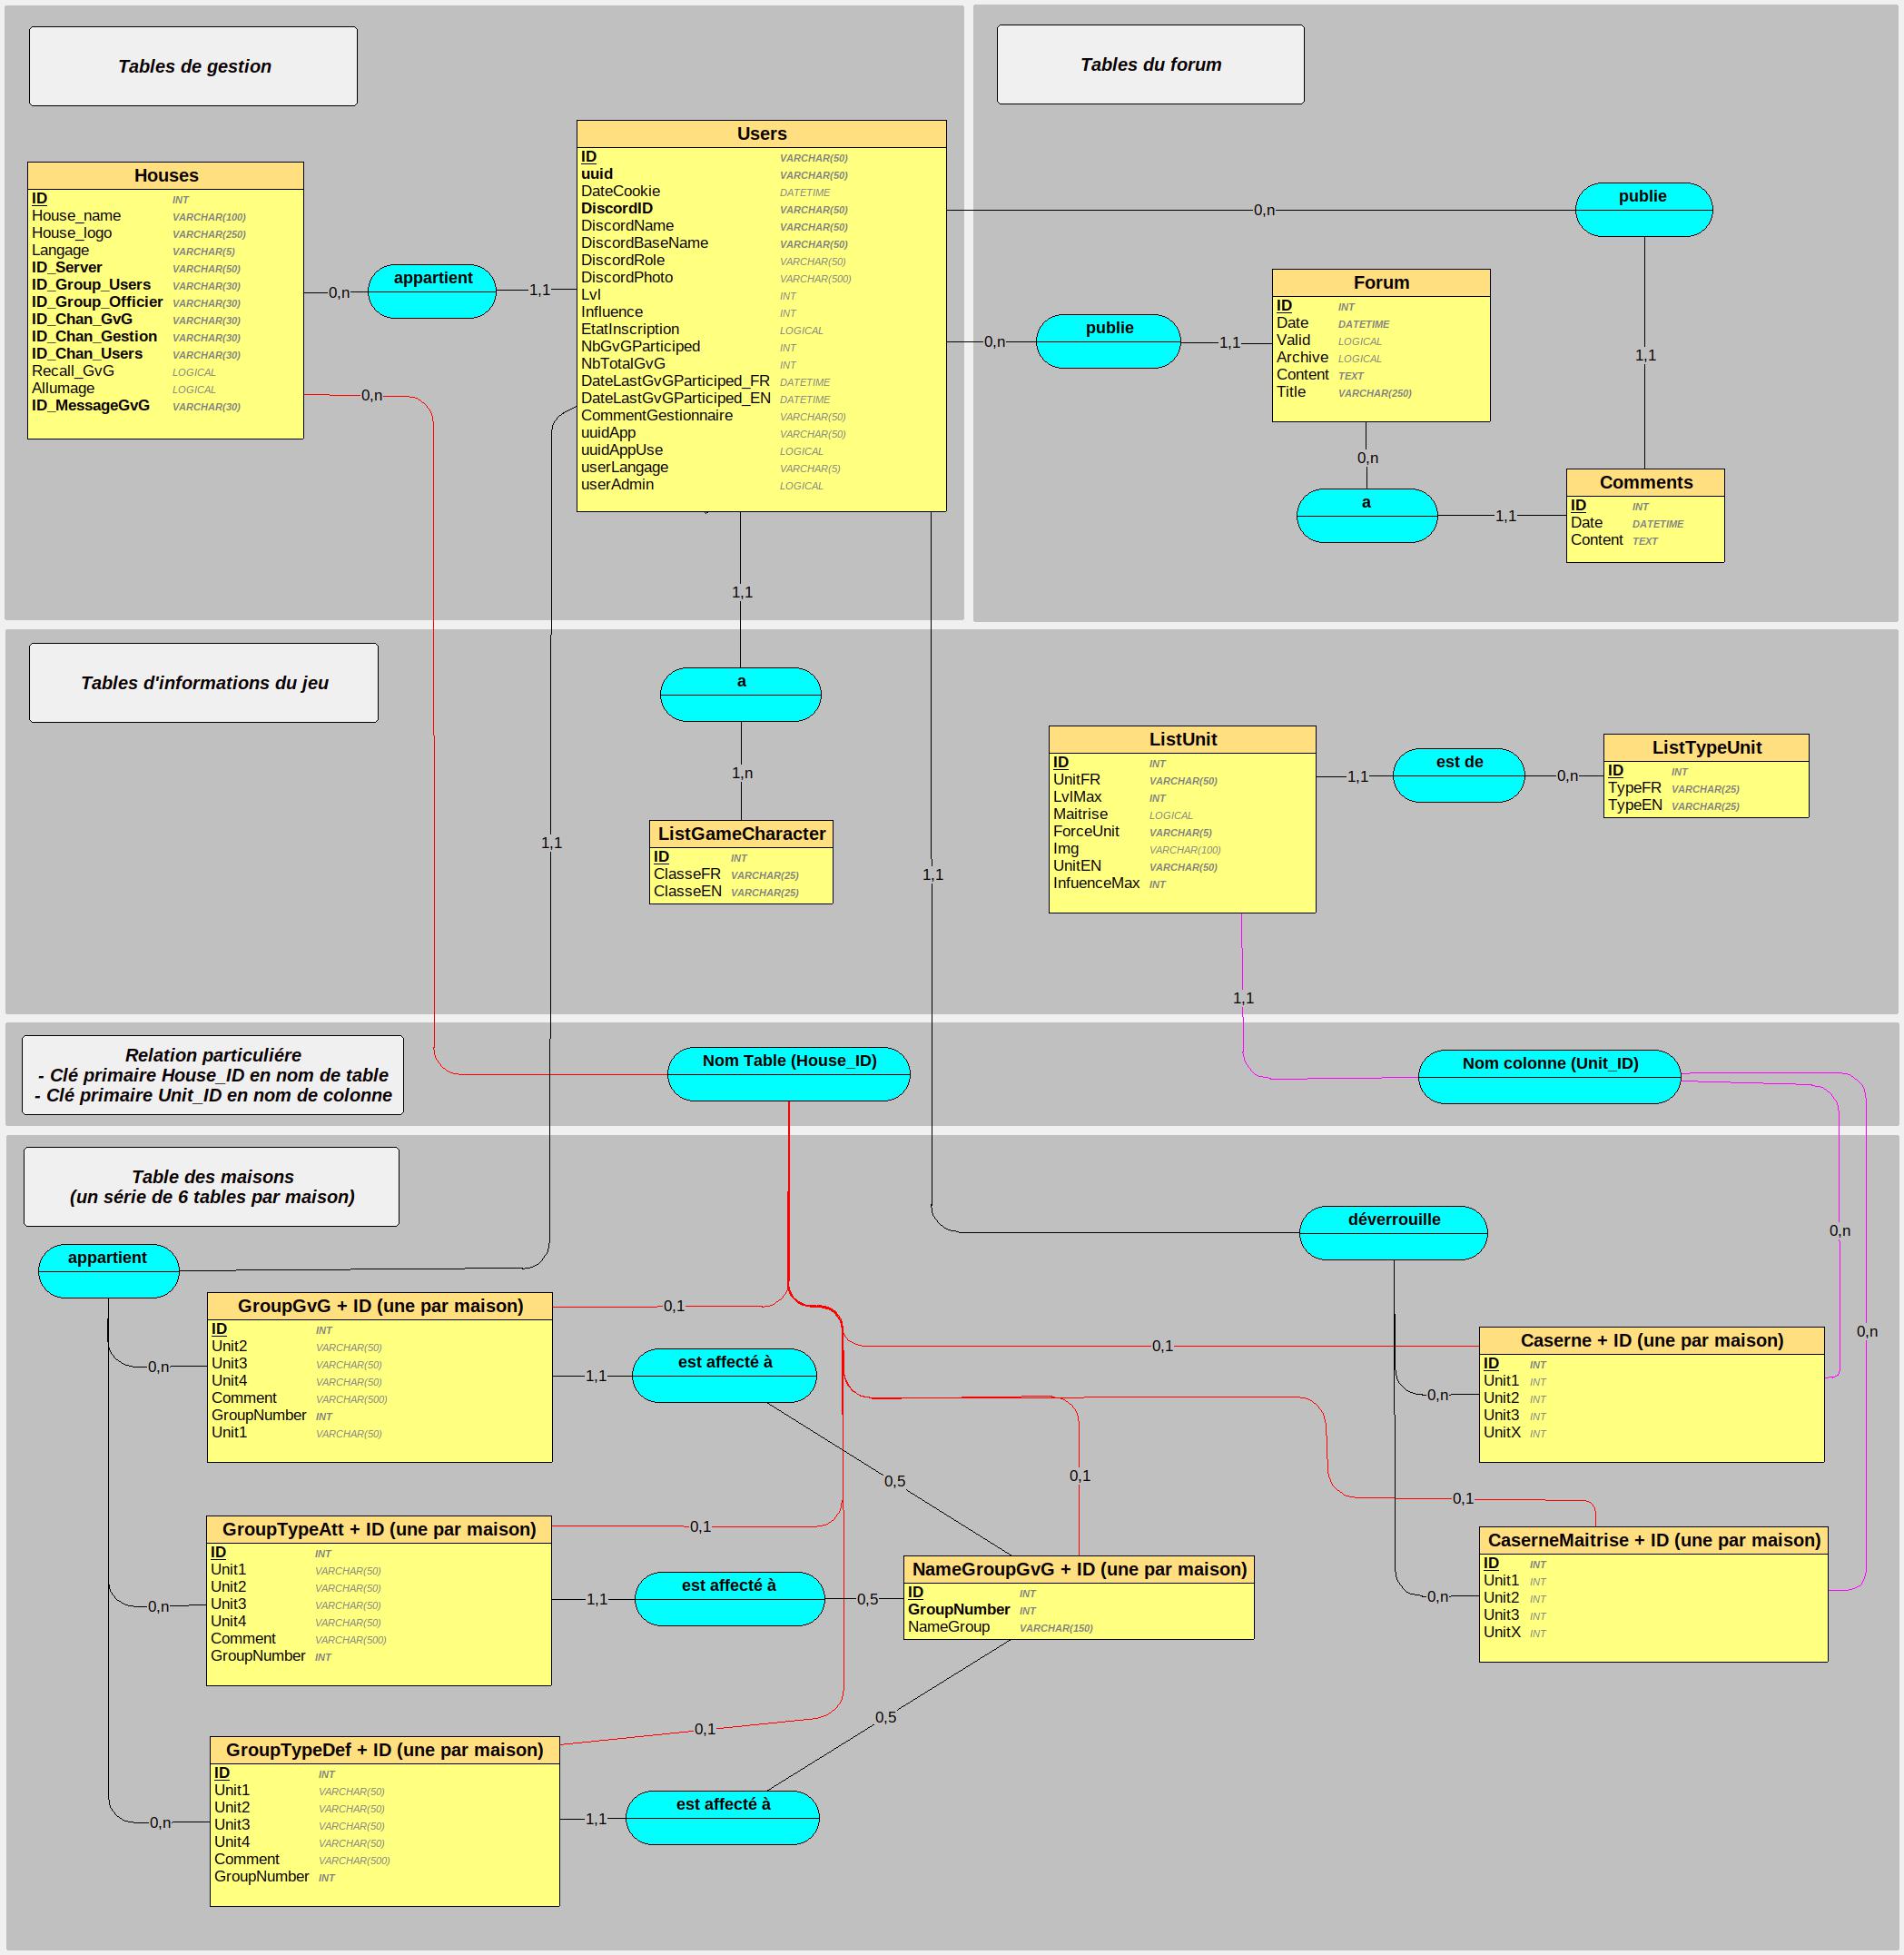 Tables de gestion
Houses
ID INT
House_name VARCHAR(100)
House_logo VARCHAR(250)
Langage VARCHAR(5)
ID_Server VARCHAR(50)
ID_Group_Users VARCHAR(30)
ID_Group_Officier VARCHAR(30)
ID_Chan_GvG VARCHAR(30)
ID_Chan_Gestion VARCHAR(30)
ID_Chan_Users VARCHAR(30)
Recall_GvG LOGICAL
Allumage LOGICAL
ID_MessageGvG VARCHAR(30)
0,n
appartient
1,1
0,n
Users
ID VARCHAR(50)
uuid VARCHAR(50)
DateCookie DATETIME
DiscordID VARCHAR(50)
DiscordName VARCHAR(50)
DiscordBaseName VARCHAR(50)
DiscordRole VARCHAR(50)
DiscordPhoto VARCHAR(500)
Lvl INT
Influence INT
EtatInscription LOGICAL
NbGvGParticiped INT
NbTotalGvG INT
DateLastGvGParticiped_FR DATETIME
DateLastGvGParticiped_EN DATETIME
CommentGestionnaire VARCHAR(50)
uuidApp VARCHAR(50)
uuidAppUse LOGICAL
userLangage VARCHAR(5)
userAdmin LOGICAL
1,1
Tables du forum
0,n
publie
1,1
0,n
publie
1,1
Forum
ID INT
Date DATETIME
Valid LOGICAL
Archive LOGICAL
Content TEXT
Title VARCHAR(250)
0,n
a
1,1
Comments
ID INT
Date DATETIME
Content TEXT
Tables d'informations du jeu
a
1,n
ListGameCharacter
ID INT
ClasseFR VARCHAR(25)
ClasseEN VARCHAR(25)
1,1
1,1
ListUnit
ID INT
UnitFR VARCHAR(50)
LvlMax INT
Maitrise LOGICAL
ForceUnit VARCHAR(5)
Img VARCHAR(100)
UnitEN VARCHAR(50)
InfuenceMax INT
1,1
est de
0,n
ListTypeUnit
ID INT
TypeFR VARCHAR(25)
TypeEN VARCHAR(25)
1,1
Relation particuliére
- Clé primaire House_ID en nom de table
- Clé primaire Unit_ID en nom de colonne
Nom Table (House_ID)
Nom colonne (Unit_ID)
Table des maisons
(un série de 6 tables par maison)
appartient
déverrouille
0,n
0,n
GroupGvG + ID (une par maison)
ID INT
Unit2 VARCHAR(50)
Unit3 VARCHAR(50)
Unit4 VARCHAR(50)
Comment VARCHAR(500)
GroupNumber INT
Unit1 VARCHAR(50)
0,n
0,1
1,1
est affecté à
0,5
0,1
0,1
0,1
Caserne + ID (une par maison)
ID INT
Unit1 INT
Unit2 INT
Unit3 INT
UnitX INT
0,n
GroupTypeAtt + ID (une par maison)
ID INT
Unit1 VARCHAR(50)
Unit2 VARCHAR(50)
Unit3 VARCHAR(50)
Unit4 VARCHAR(50)
Comment VARCHAR(500)
GroupNumber INT
0,n
0,1
1,1
est affecté à
0,5
NameGroupGvG + ID (une par maison)
ID INT
GroupNumber INT
NameGroup VARCHAR(150)
CaserneMaitrise + ID (une par maison)
ID INT
Unit1 INT
Unit2 INT
Unit3 INT
UnitX INT
0,n
GroupTypeDef + ID (une par maison)
ID INT
Unit1 VARCHAR(50)
Unit2 VARCHAR(50)
Unit3 VARCHAR(50)
Unit4 VARCHAR(50)
Comment VARCHAR(500)
GroupNumber INT
0,n
0,1
1,1
est affecté à
0,5